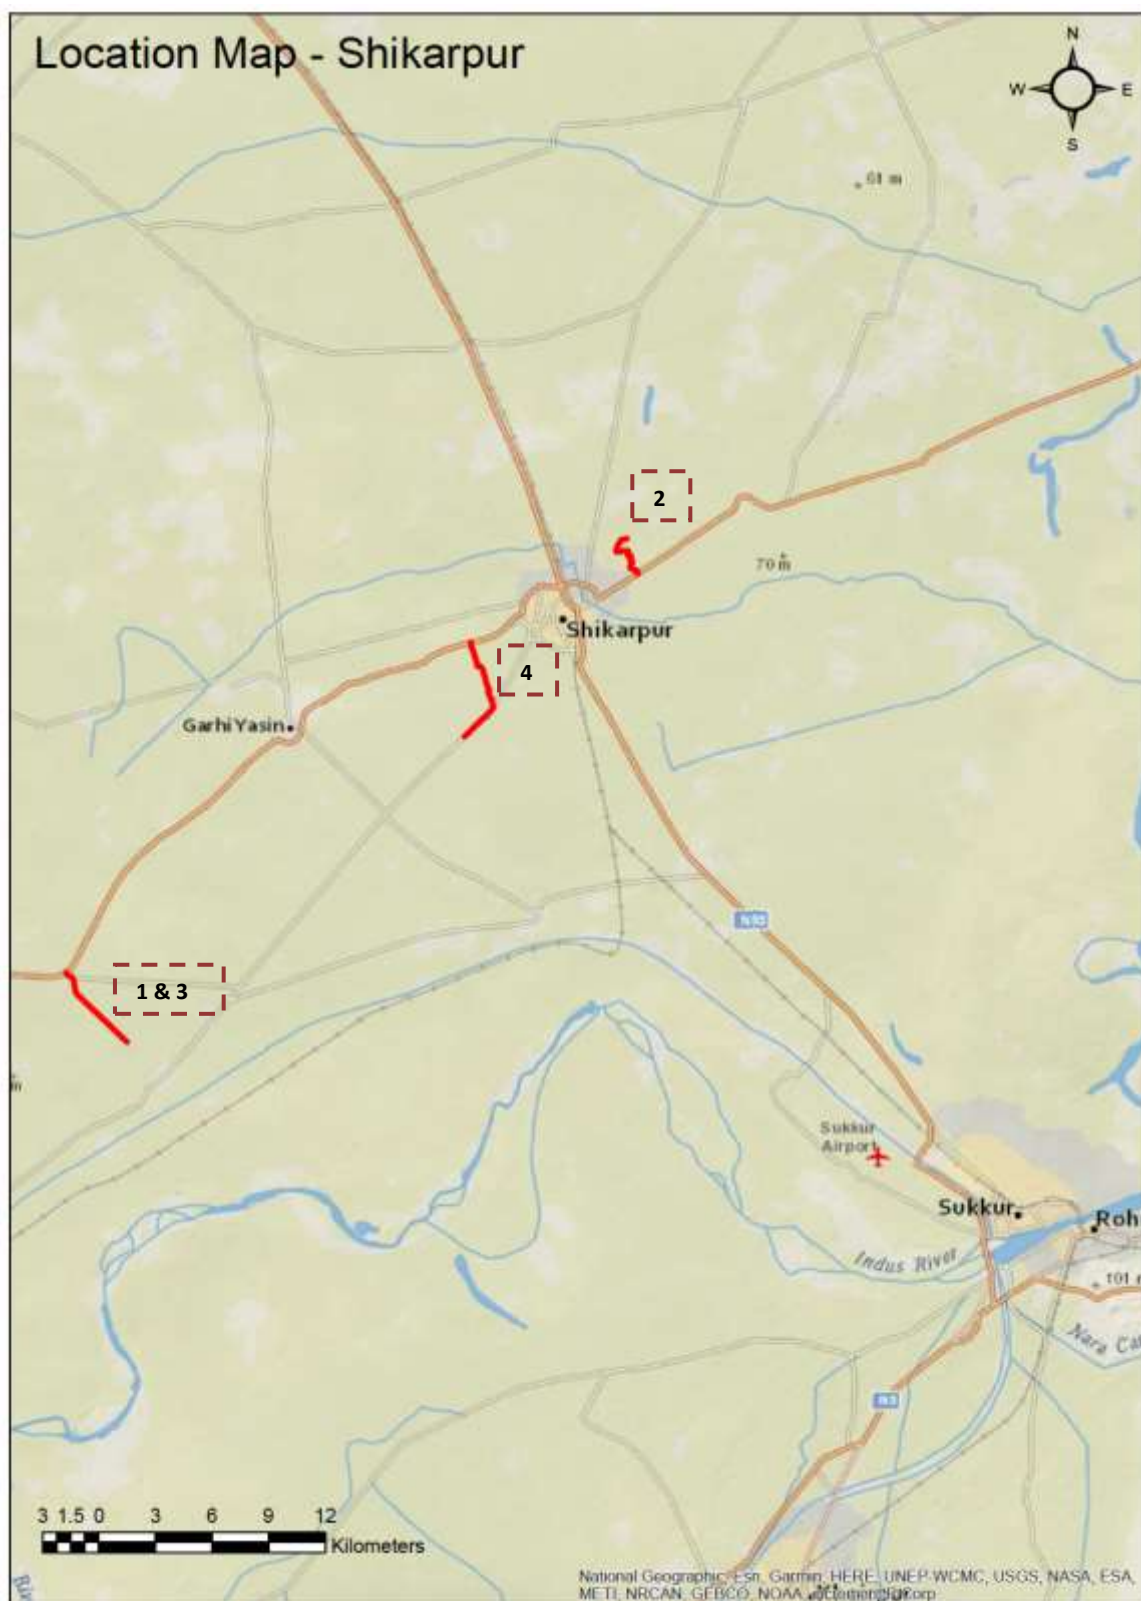 Location Map - Shikarpur
N
W E
S
61 m
2
70 m
Shikarpur
4
Garhi Yasin
1 & 3
m
Sukkur
Airport
Sukkur
Roh
Indus River
101
Nara Ca
3 1.5 0 3 6 9 12
Kilometers
National Geographic, Esri, Garmin, HERE, UNEP-WCMC, USGS, NASA, ESA,
METI, NRCAN, GEBCO, NOAA, Corp